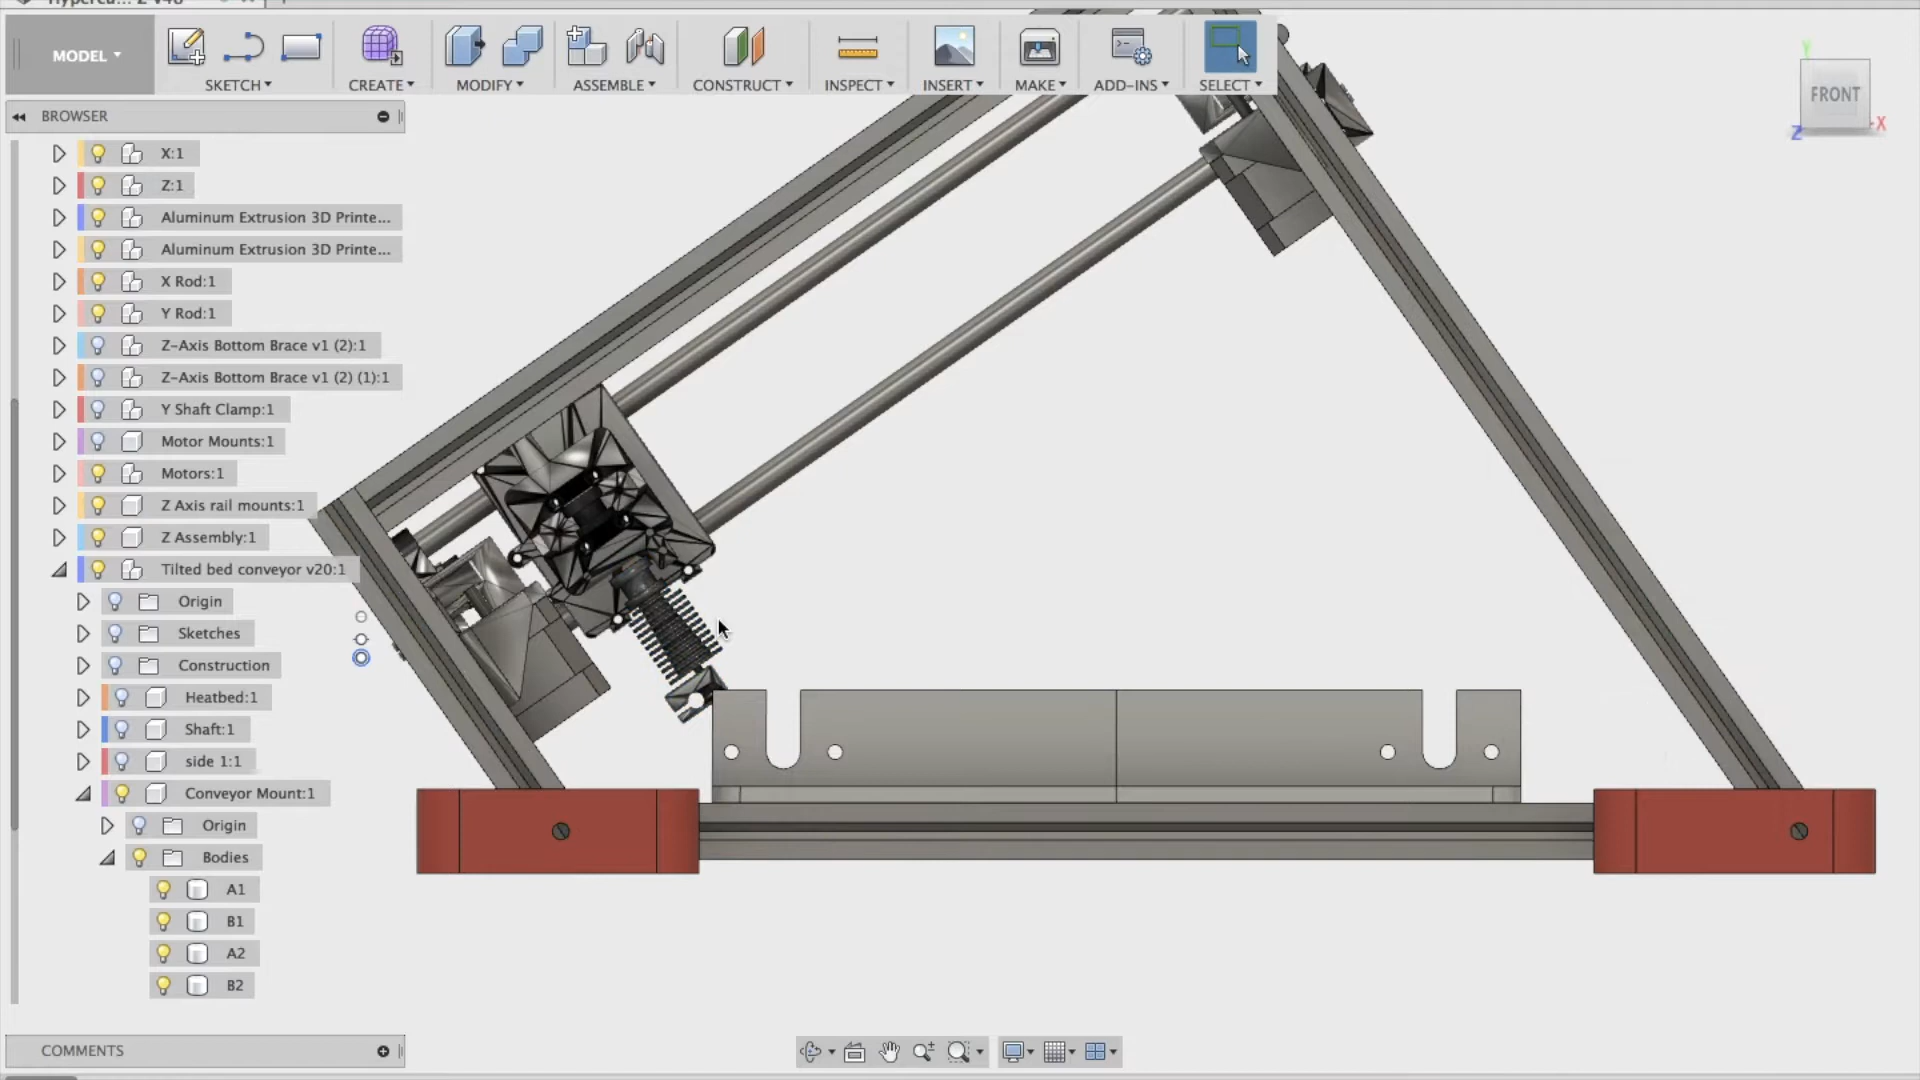 MODEL
SKETCH
CREATE
MODIFY
ASSEMBLE
CONSTRUCT
INSPECT
INSERT
MAKE
ADD-INS
SELECT
FRONT
Y
X
Z
BROWSER
X:1
Z:1
Aluminum Extrusion 3D Printe...
Aluminum Extrusion 3D Printe...
X Rod:1
Y Rod:1
Z-Axis Bottom Brace v1 (2):1
Z-Axis Bottom Brace v1 (2) (1):1
Y Shaft Clamp:1
Motor Mounts:1
Motors:1
Z Axis rail mounts:1
Z Assembly:1
Tilted bed conveyor v20:1
Origin
Sketches
Construction
Heatbed:1
Shaft:1
side 1:1
Conveyor Mount:1
Origin
Bodies
A1
B1
A2
B2
COMMENTS